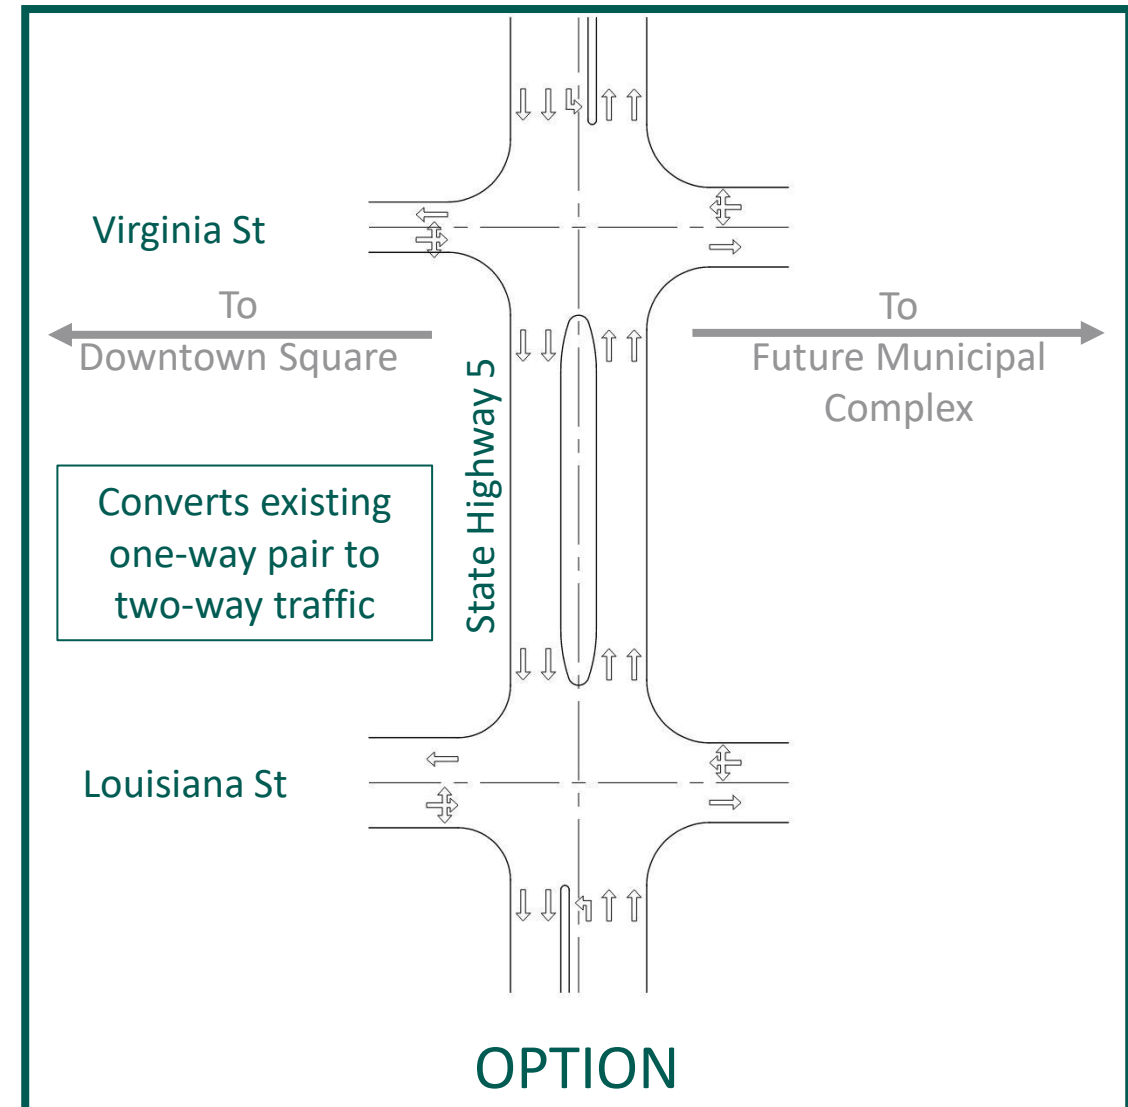 Virginia St
To
Downtown Square
To
Future Municipal
Complex
State Highway 5
Converts existing
one-way pair to
two-way traffic
Louisiana St
OPTION